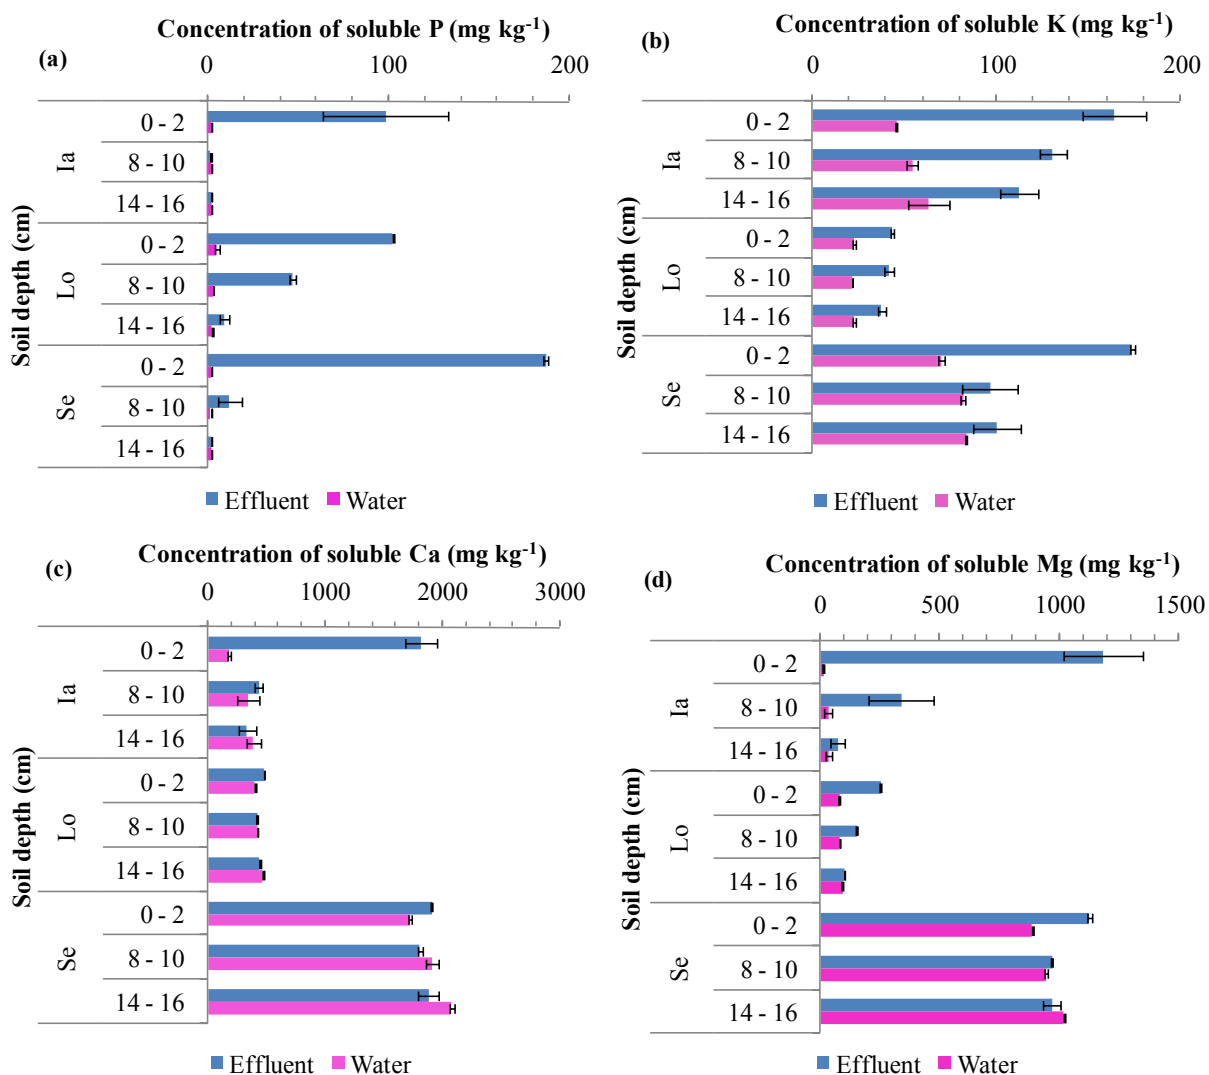 Concentration of soluble P (mg kg-1)
(a)
0 100 200
Soil depth (cm)
Ia
0 - 2
8 - 10
14 - 16
Lo
0 - 2
8 - 10
14 - 16
Se
0 - 2
8 - 10
14 - 16
Effluent Water
Concentration of soluble K (mg kg-1)
(b)
0 100 200
Soil depth (cm)
Ia
0 - 2
8 - 10
14 - 16
Lo
0 - 2
8 - 10
14 - 16
Se
0 - 2
8 - 10
14 - 16
Effluent Water
Concentration of soluble Ca (mg kg-1)
(c)
0 1000 2000 3000
Soil depth (cm)
Ia
0 - 2
8 - 10
14 - 16
Lo
0 - 2
8 - 10
14 - 16
Se
0 - 2
8 - 10
14 - 16
Effluent Water
Concentration of soluble Mg (mg kg-1)
(d)
0 500 1000 1500
Soil depth (cm)
Ia
0 - 2
8 - 10
14 - 16
Lo
0 - 2
8 - 10
14 - 16
Se
0 - 2
8 - 10
14 - 16
Effluent Water